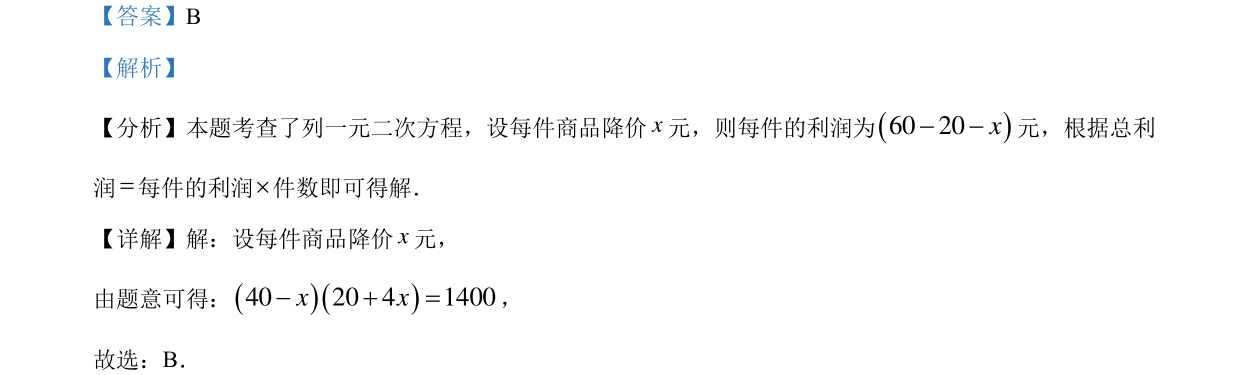 【答案】B
【解析】
【分析】本题考查了列一元二次方程，设每件商品降价 x 元，则每件的利润为(60−20−x)元，根据总利
润=每件的利润×件数即可得解．
【详解】解：设每件商品降价 x 元，
由题意可得：(40−x)(20+4x)=1400，
故选：B．